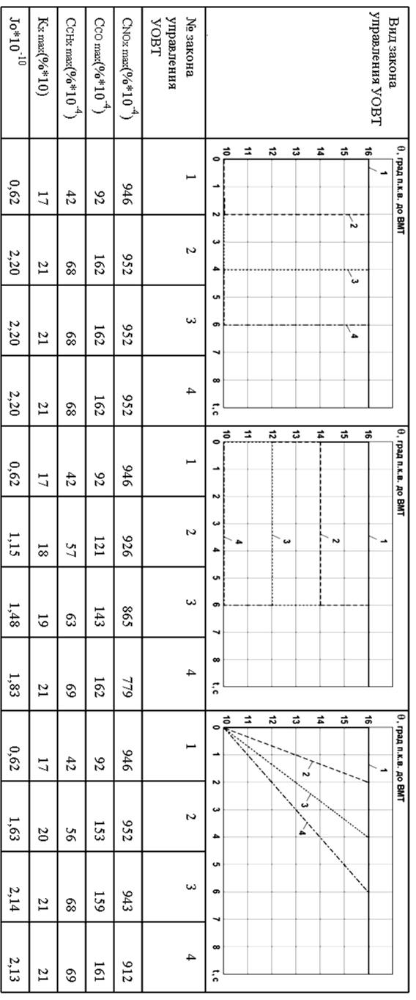 Вид закона
управления УОВТ
θ, град п.к.в. до ВМТ
16
15
14
13
12
11
10
0 1 2 3 4 5 6 7 8 t, с
1
2
3
4
θ, град п.к.в. до ВМТ
16
15
14
13
12
11
10
0 1 2 3 4 5 6 7 8 t, с
1
2
3
4
θ, град п.к.в. до ВМТ
16
15
14
13
12
11
10
0 1 2 3 4 5 6 7 8 t, с
1
2
3
4
№ закона
управления
УОВТ
1 2 3 4 1 2 3 4 1 2 3 4
CNOx max(%*10-4) 946 952 952 952 946 926 865 779 946 952 943 912
CCO max(%*10-4) 92 162 162 162 92 121 143 162 92 153 159 161
CCHx max(%*10-4) 42 68 68 68 42 57 63 69 42 56 68 69
Kx max(%*10) 17 21 21 21 17 18 19 21 17 20 21 21
Jo*10-10 0,62 2,20 2,20 2,20 0,62 1,15 1,48 1,83 0,62 1,63 2,14 2,13